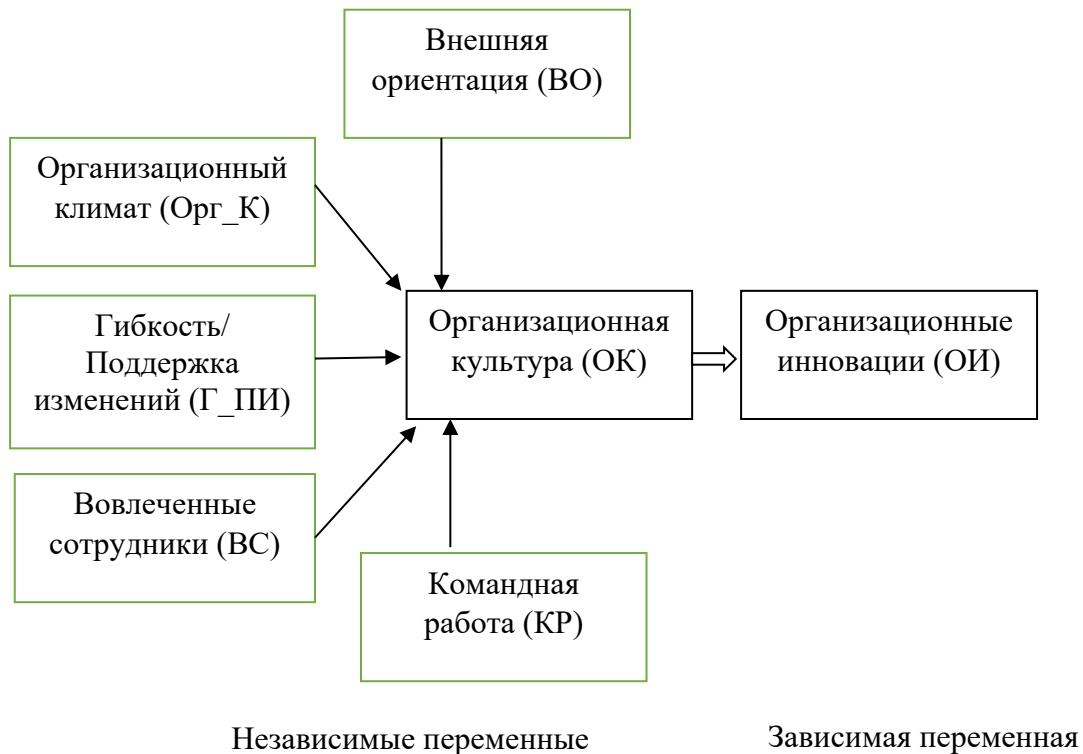 Внешняя
ориентация (ВО)
Организационный
климат (Орг_К)
Гибкость/
Поддержка
изменений (Г_ПИ)
Организационная
культура (ОК)
Организационные
инновации (ОИ)
Вовлеченные
сотрудники (ВС)
Командная
работа (КР)
Независимые переменные
Зависимая переменная